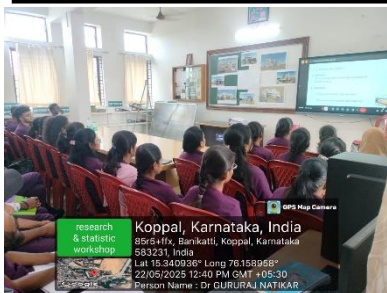 GPS Map Camera
research
& statistic
workshop
Koppal, Karnataka, India
85r5+ffx, Banikatti, Koppal, Karnataka
583231, India
Lat 15.340936° Long 76.158958°
22/05/2025 12:40 PM GMT +05:30
Person Name : Dr GURURAJ NATIKAR
Google